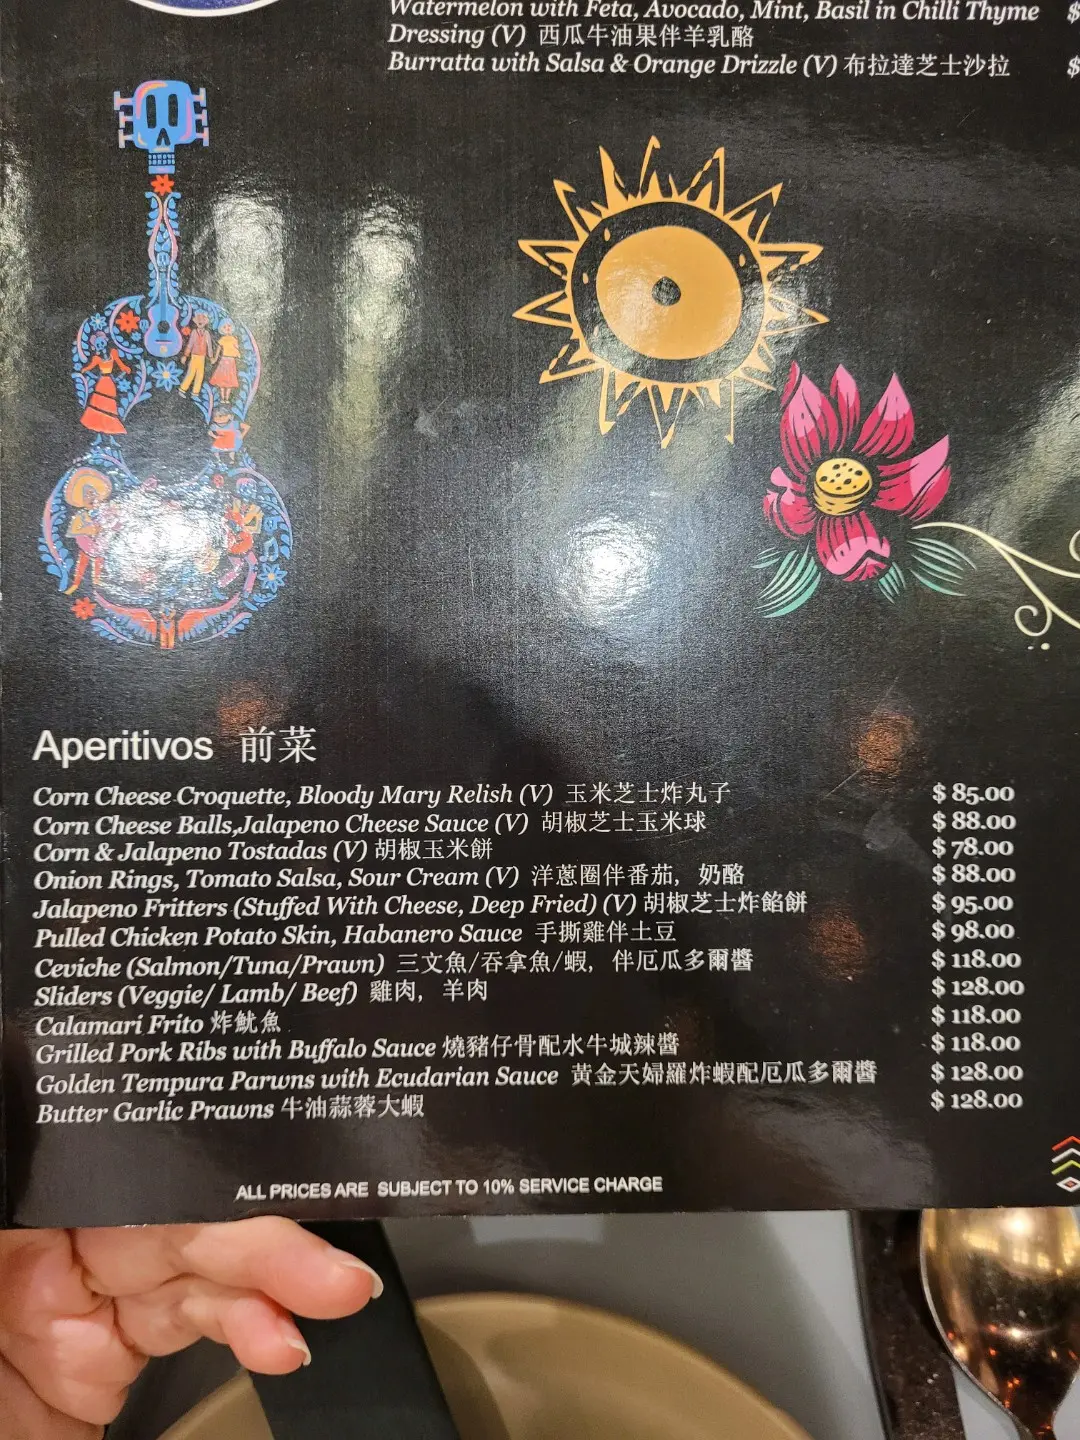 Watermelon with Feta, Avocado, Mint, Basil in Chilli Thyme $
Dressing (V) 西瓜牛油果伴羊乳酪
Burratta with Salsa & Orange Drizzle (V) 布拉達芝士沙拉 $
Aperitivos 前菜
Corn Cheese Croquette, Bloody Mary Relish (V) 玉米芝士炸丸子 $ 85.00
Corn Cheese Balls,Jalapeno Cheese Sauce (V) 胡椒芝士玉米球 $ 88.00
Corn & Jalapeno Tostadas (V) 胡椒玉米餅 $ 78.00
Onion Rings, Tomato Salsa, Sour Cream (V) 洋蔥圈伴番茄，奶酪 $ 88.00
Jalapeno Fritters (Stuffed With Cheese, Deep Fried) (V) 胡椒芝士炸餡餅 $ 95.00
Pulled Chicken Potato Skin, Habanero Sauce 手撕雞伴土豆 $ 98.00
Ceviche (Salmon/Tuna/Prawn) 三文魚/吞拿魚/蝦，伴厄瓜多爾醬 $ 118.00
Sliders (Veggie/ Lamb/ Beef) 雞肉，羊肉 $ 128.00
Calamari Frito 炸魷魚 $ 118.00
Grilled Pork Ribs with Buffalo Sauce 燒豬仔骨配水牛城辣醬 $ 118.00
Golden Tempura Parwns with Ecudarian Sauce 黃金天婦羅炸蝦配厄瓜多爾醬 $ 128.00
Butter Garlic Prawns 牛油蒜蓉大蝦 $ 128.00
ALL PRICES ARE SUBJECT TO 10% SERVICE CHARGE